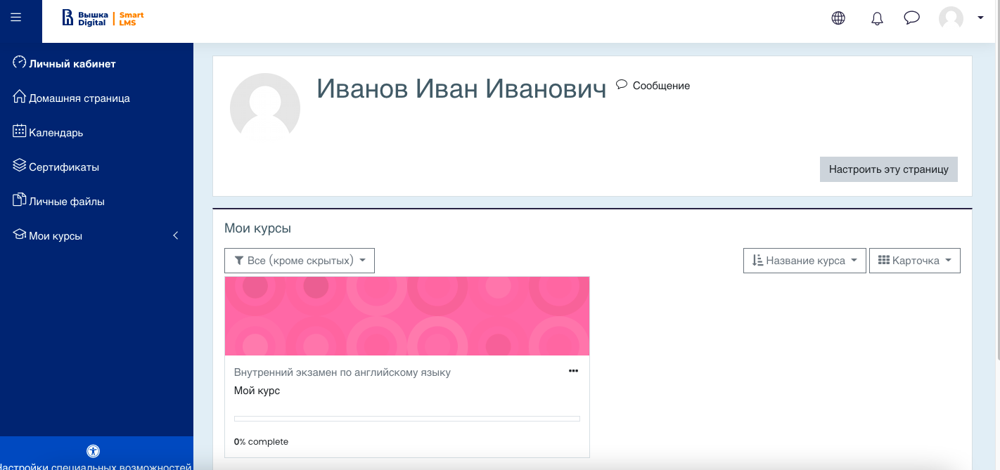 Вышка
Digital
Smart
LMS
Личный кабинет
Домашняя страница
Календарь
Сертификаты
Личные файлы
Мои курсы
Настройки специальных возможностей
Иванов Иван Иванович
Сообщение
Настроить эту страницу
Мои курсы
Все (кроме скрытых)
Название курса
Карточка
Внутренний экзамен по английскому языку
Мой курс
0% complete